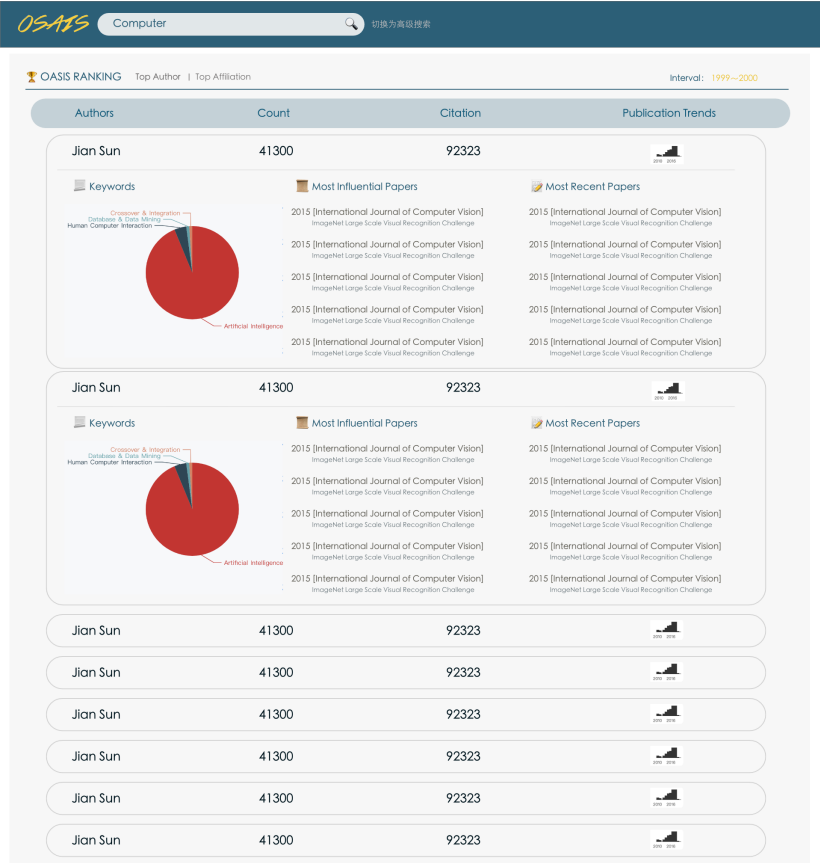 OSAIS
Computer
切换为高级搜索
OASIS RANKING Top Author | Top Affiliation Interval: 1999~2000
Authors Count Citation Publication Trends
Jian Sun 41300 92323
2010 2016
Keywords Most Influential Papers Most Recent Papers
Crossover & Integration
Database & Data Mining
Human Computer Interaction
Artificial Intelligence
2015 [International Journal of Computer Vision]
ImageNet Large Scale Visual Recognition Challenge
2015 [International Journal of Computer Vision]
ImageNet Large Scale Visual Recognition Challenge
2015 [International Journal of Computer Vision]
ImageNet Large Scale Visual Recognition Challenge
2015 [International Journal of Computer Vision]
ImageNet Large Scale Visual Recognition Challenge
2015 [International Journal of Computer Vision]
ImageNet Large Scale Visual Recognition Challenge
2015 [International Journal of Computer Vision]
ImageNet Large Scale Visual Recognition Challenge
2015 [International Journal of Computer Vision]
ImageNet Large Scale Visual Recognition Challenge
2015 [International Journal of Computer Vision]
ImageNet Large Scale Visual Recognition Challenge
2015 [International Journal of Computer Vision]
ImageNet Large Scale Visual Recognition Challenge
2015 [International Journal of Computer Vision]
ImageNet Large Scale Visual Recognition Challenge
Jian Sun 41300 92323
2010 2016
Keywords Most Influential Papers Most Recent Papers
Crossover & Integration
Database & Data Mining
Human Computer Interaction
Artificial Intelligence
2015 [International Journal of Computer Vision]
ImageNet Large Scale Visual Recognition Challenge
2015 [International Journal of Computer Vision]
ImageNet Large Scale Visual Recognition Challenge
2015 [International Journal of Computer Vision]
ImageNet Large Scale Visual Recognition Challenge
2015 [International Journal of Computer Vision]
ImageNet Large Scale Visual Recognition Challenge
2015 [International Journal of Computer Vision]
ImageNet Large Scale Visual Recognition Challenge
2015 [International Journal of Computer Vision]
ImageNet Large Scale Visual Recognition Challenge
2015 [International Journal of Computer Vision]
ImageNet Large Scale Visual Recognition Challenge
2015 [International Journal of Computer Vision]
ImageNet Large Scale Visual Recognition Challenge
2015 [International Journal of Computer Vision]
ImageNet Large Scale Visual Recognition Challenge
2015 [International Journal of Computer Vision]
ImageNet Large Scale Visual Recognition Challenge
Jian Sun 41300 92323
2010 2016
Jian Sun 41300 92323
2010 2016
Jian Sun 41300 92323
2010 2016
Jian Sun 41300 92323
2010 2016
Jian Sun 41300 92323
2010 2016
Jian Sun 41300 92323
2010 2016